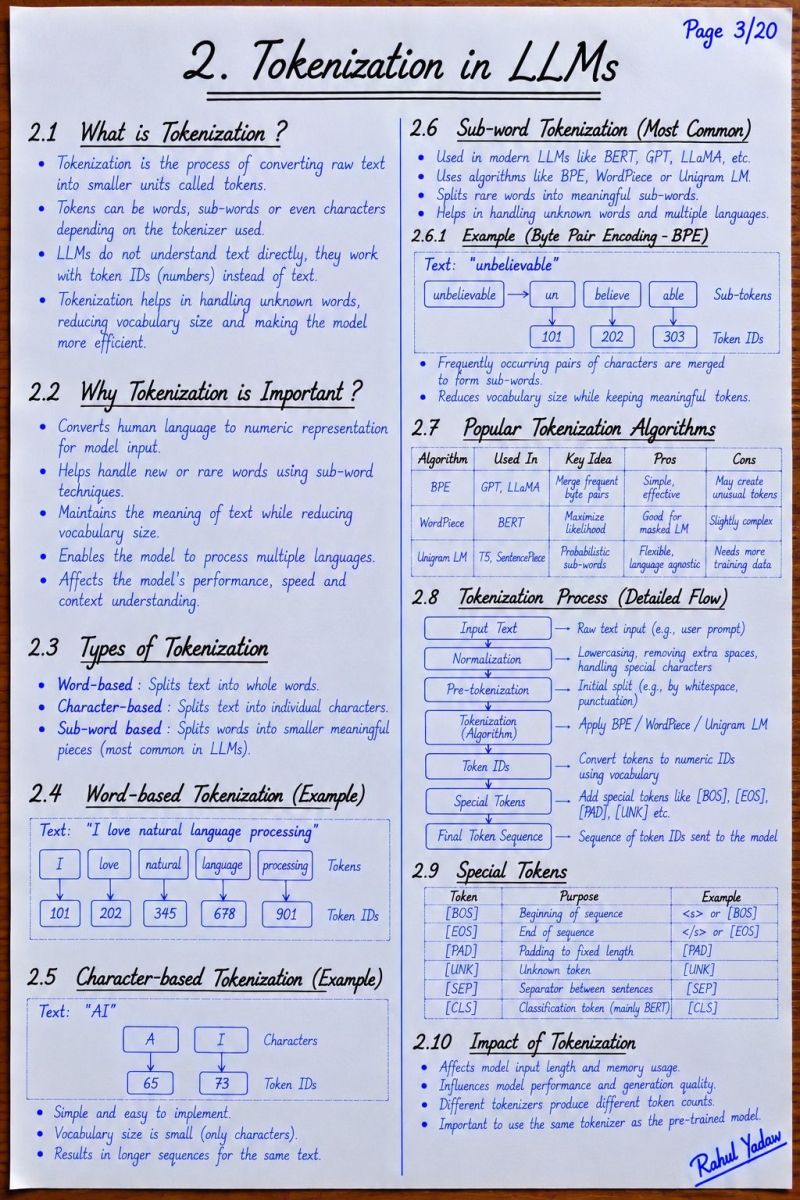 Page 3/20
2. Tokenization in LLMs
2.1 What is Tokenization ?
• Tokenization is the process of converting raw text
into smaller units called tokens.
• Tokens can be words, sub-words or even characters
depending on the tokenizer used.
• LLMs do not understand text directly, they work
with token IDs (numbers) instead of text.
• Tokenization helps in handling unknown words,
reducing vocabulary size and making the model
more efficient.
2.2 Why Tokenization is Important ?
• Converts human language to numeric representation
for model input.
• Helps handle new or rare words using sub-word
techniques.
• Maintains the meaning of text while reducing
vocabulary size.
• Enables the model to process multiple languages.
• Affects the model's performance, speed and
context understanding.
2.3 Types of Tokenization
• Word-based : Splits text into whole words.
• Character-based : Splits text into individual characters.
• Sub-word based : Splits words into smaller meaningful
pieces (most common in LLMs).
2.4 Word-based Tokenization (Example)
Text: "I love natural language processing"
I love natural language processing Tokens
101 202 345 678 901 Token IDs
2.5 Character-based Tokenization (Example)
Text: "AI"
A I Characters
65 73 Token IDs
• Simple and easy to implement.
• Vocabulary size is small (only characters).
• Results in longer sequences for the same text.
2.6 Sub-word Tokenization (Most Common)
• Used in modern LLMs like BERT, GPT, LLaMA, etc.
• Uses algorithms like BPE, WordPiece or Unigram LM.
• Splits rare words into meaningful sub-words.
• Helps in handling unknown words and multiple languages.
2.6.1 Example (Byte Pair Encoding - BPE)
Text: "unbelievable"
unbelievable → un believe able Sub-tokens
101 202 303 Token IDs
• Frequently occurring pairs of characters are merged
to form sub-words.
• Reduces vocabulary size while keeping meaningful tokens.
2.7 Popular Tokenization Algorithms
Algorithm Used In Key Idea Pros Cons
BPE GPT, LLaMA Merge frequent byte pairs Simple, effective May create unusual tokens
WordPiece BERT Maximize likelihood Good for masked LM Slightly complex
Unigram LM T5, SentencePiece Probabilistic sub-words Flexible, language agnostic Needs more training data
2.8 Tokenization Process (Detailed Flow)
Input Text → Raw text input (e.g., user prompt)
Normalization → Lowercasing, removing extra spaces,
handling special characters
Pre-tokenization → Initial split (e.g., by whitespace,
punctuation)
Tokenization (Algorithm) → Apply BPE / WordPiece / Unigram LM
Token IDs → Convert tokens to numeric IDs
using vocabulary
Special Tokens → Add special tokens like [BOS], [EOS],
[PAD], [UNK] etc.
Final Token Sequence → Sequence of token IDs sent to the model
2.9 Special Tokens
Token Purpose Example
[BOS] Beginning of sequence <s> or [BOS]
[EOS] End of sequence </s> or [EOS]
[PAD] Padding to fixed length [PAD]
[UNK] Unknown token [UNK]
[SEP] Separator between sentences [SEP]
[CLS] Classification token (mainly BERT) [CLS]
2.10 Impact of Tokenization
• Affects model input length and memory usage.
• Influences model performance and generation quality.
• Different tokenizers produce different token counts.
• Important to use the same tokenizer as the pre-trained model.
Rahul Yadaw